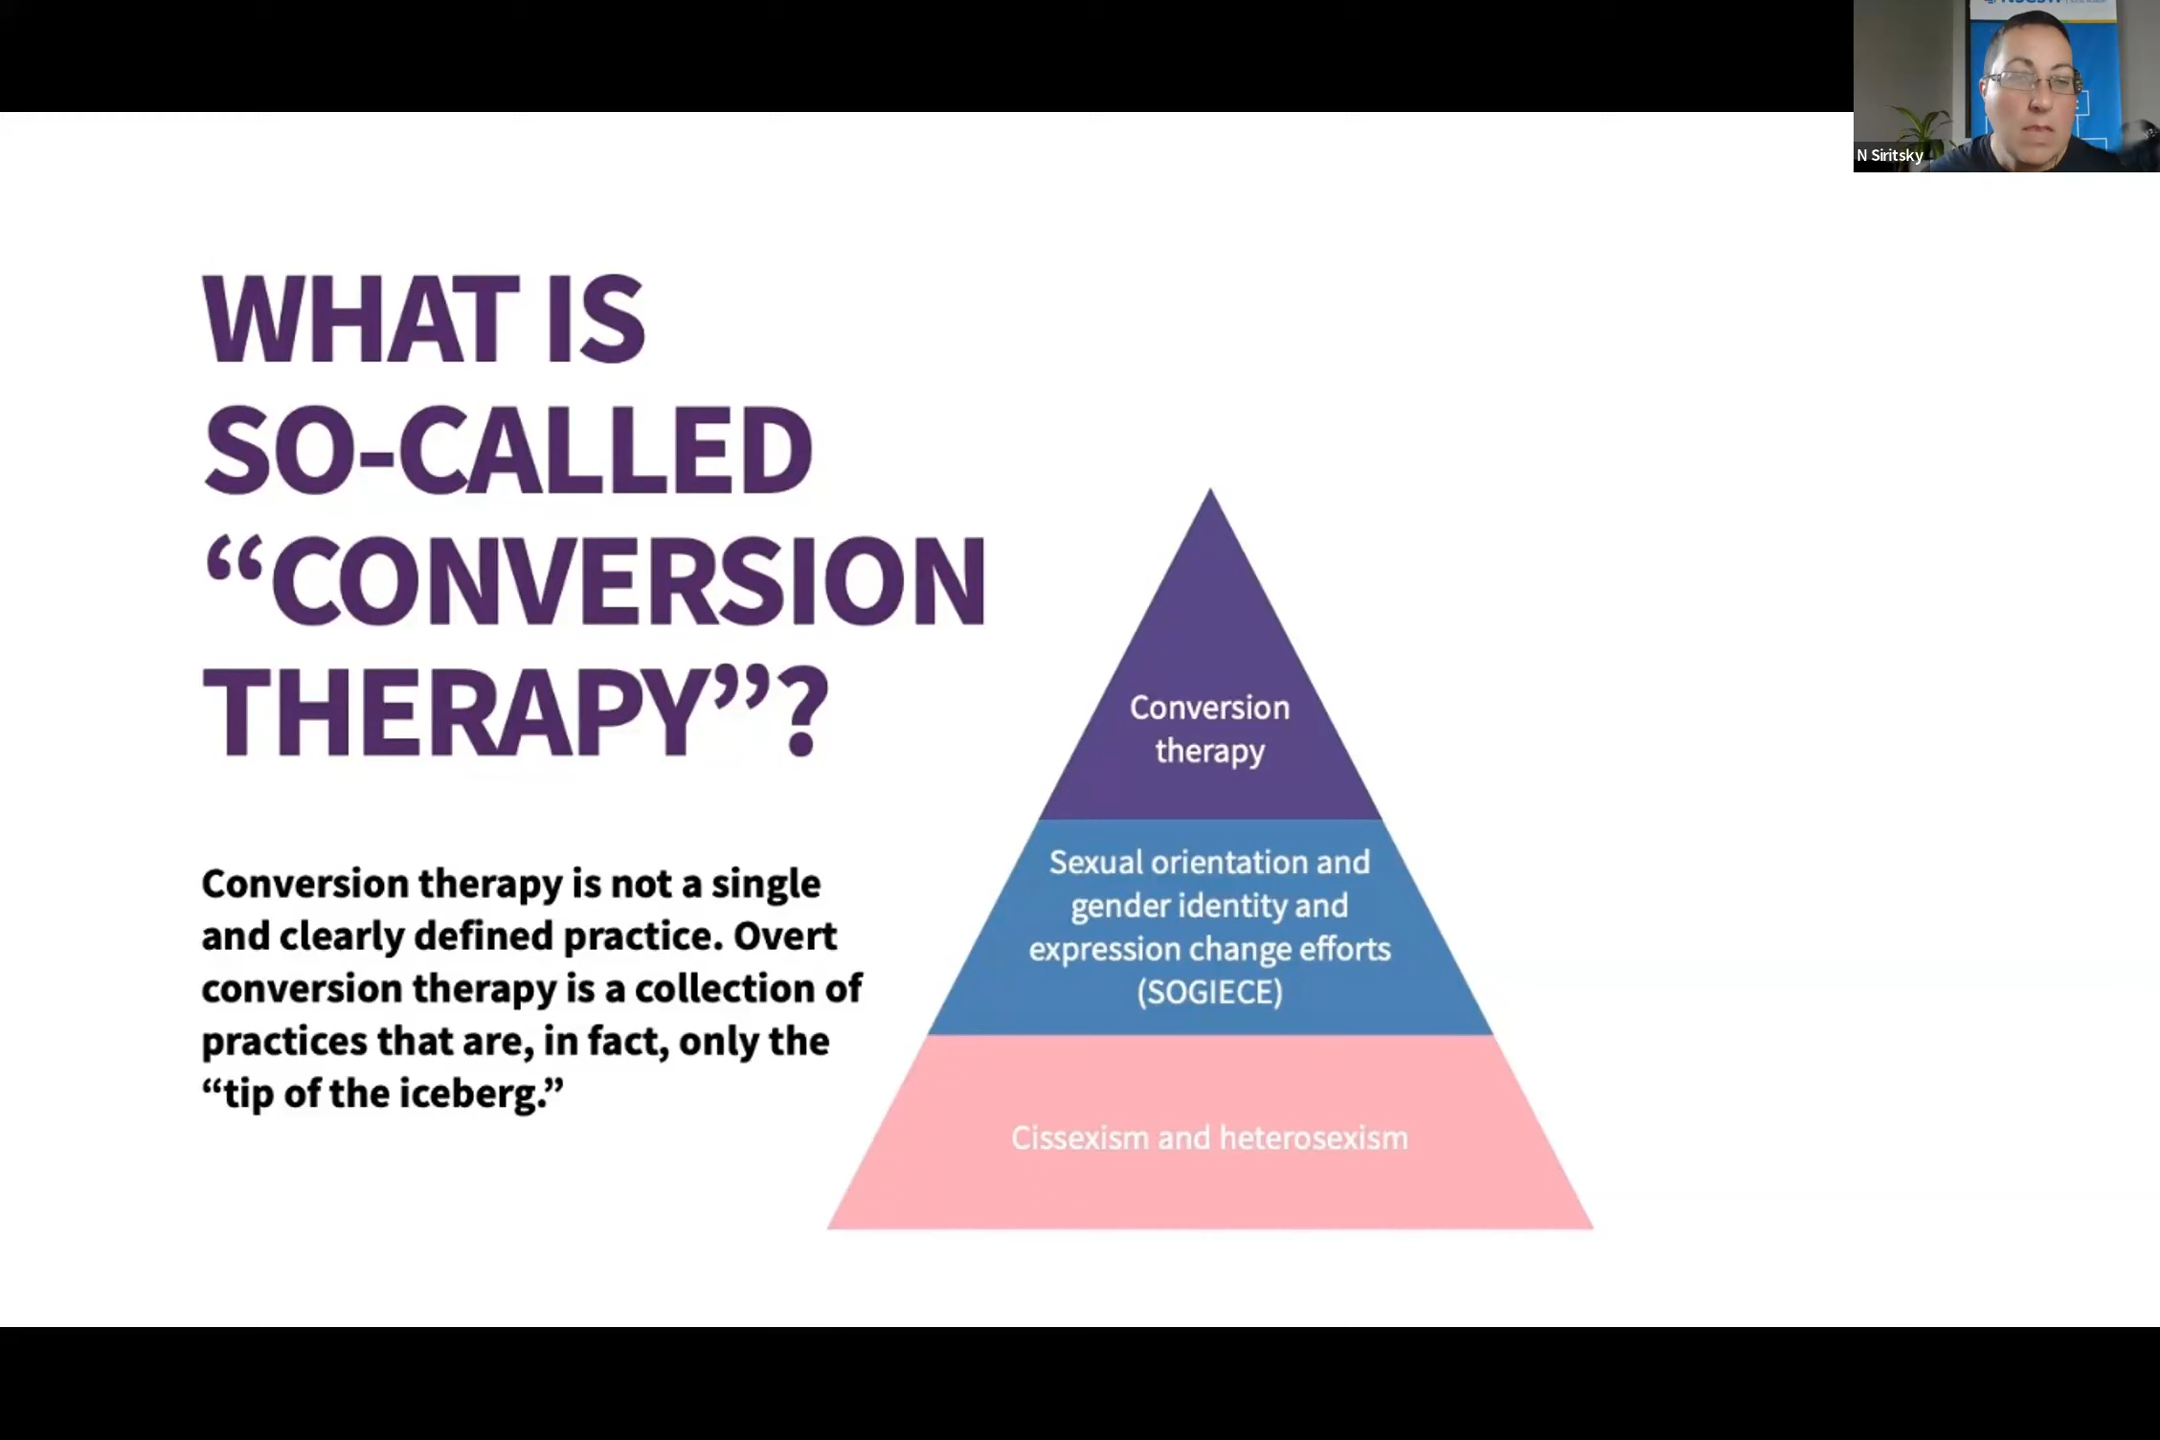 WHAT IS
SO-CALLED
“CONVERSION
THERAPY”?
Conversion therapy is not a single
and clearly defined practice. Overt
conversion therapy is a collection of
practices that are, in fact, only the
“tip of the iceberg.”
Conversion
therapy
Sexual orientation and
gender identity and
expression change efforts
(SOGIECE)
Cissexism and heterosexism
N Siritsky